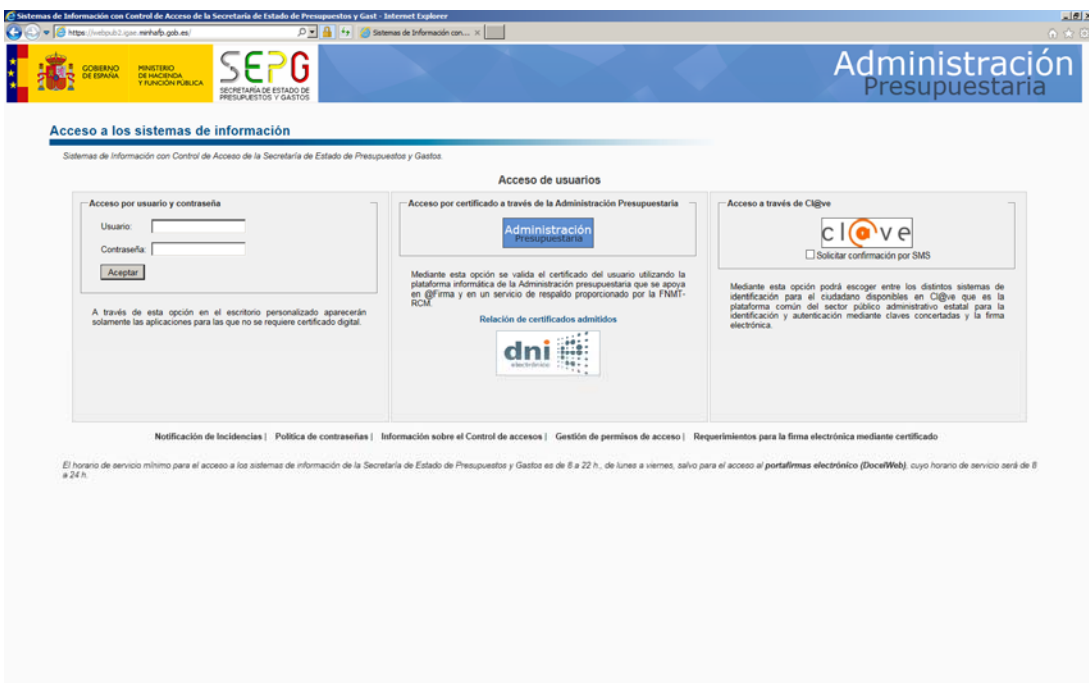 Sistemas de Información con Control de Acceso de la Secretaría de Estado de Presupuestos y Gast - Internet Explorer
https://webpub2.igae.minhafp.gob.es/
Sistemas de Información con... ×
GOBIERNO DE ESPAÑA
MINISTERIO DE HACIENDA Y FUNCIÓN PÚBLICA
SEPG
SECRETARÍA DE ESTADO DE
PRESUPUESTOS Y GASTOS
Administración
Presupuestaria
Acceso a los sistemas de información
Sistemas de Información con Control de Acceso de la Secretaría de Estado de Presupuestos y Gastos.
Acceso de usuarios
Acceso por usuario y contraseña
Usuario:
Contraseña:
Aceptar
A través de esta opción en el escritorio personalizado aparecerán
solamente las aplicaciones para las que no se requiere certificado digital.
Acceso por certificado a través de la Administración Presupuestaria
Administración
Presupuestaria
Mediante esta opción se valida el certificado del usuario utilizando la
plataforma informática de la Administración presupuestaria que se apoya
en @Firma y en un servicio de respaldo proporcionado por la FNMT-
RCM.
Relación de certificados admitidos
dni
electrónico
Acceso a través de Cl@ve
cl@ve
Solicitar confirmación por SMS
Mediante esta opción podrá escoger entre los distintos sistemas de
identificación para el ciudadano disponibles en Cl@ve que es la
plataforma común del sector público administrativo estatal para la
identificación y autenticación mediante claves concertadas y la firma
electrónica.
Notificación de Incidencias | Política de contraseñas | Información sobre el Control de accesos | Gestión de permisos de acceso | Requerimientos para la firma electrónica mediante certificado
El horario de servicio mínimo para el acceso a los sistemas de información de la Secretaría de Estado de Presupuestos y Gastos es de 8 a 22 h., de lunes a viernes, salvo para el acceso al portafirmas electrónico (DocelWeb), cuyo horario de servicio será de 8
a 24 h.